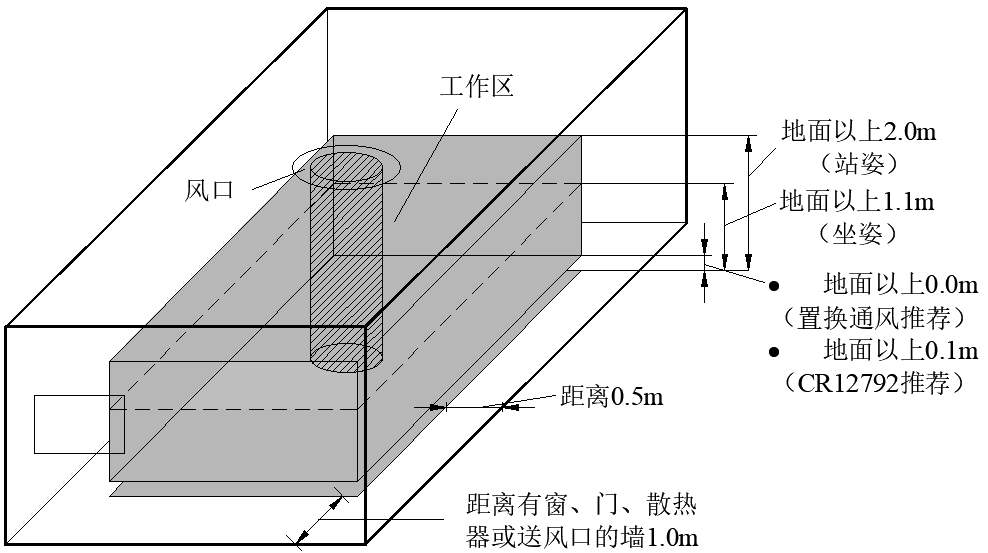 工作区
风口
地面以上2.0m
（站姿）
地面以上1.1m
（坐姿）
● 地面以上0.0m
（置换通风推荐）
● 地面以上0.1m
（CR12792推荐）
距离0.5m
距离有窗、门、散热
器或送风口的墙1.0m